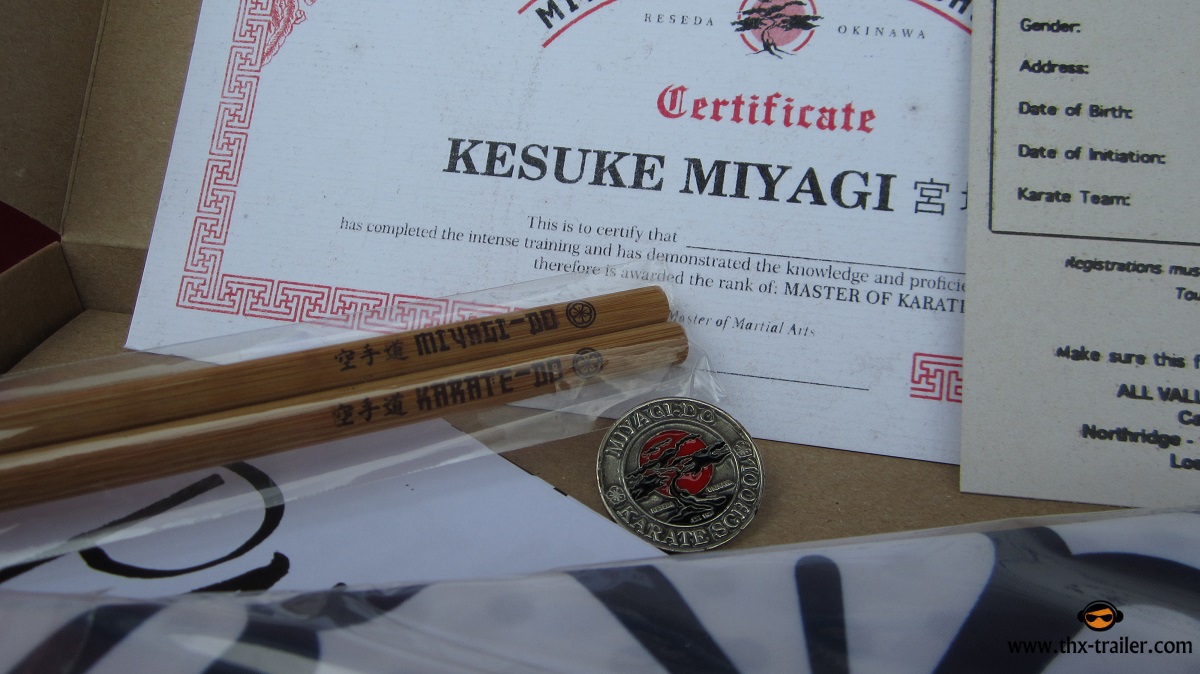 RESEDA OKINAWA
Certificate
KESUKE MIYAGI 宮
This is to certify that
has completed the intense training and has demonstrated the knowledge and
therefore is awarded the rank of: MASTER OF KARATE
Master of Martial Arts
Gender:
Address:
Date of Birth:
Date of Initiation:
Karate Team:
Registrations
Make sure this
ALL
Northridge -
空手道 MIYAGI-DO
空手道 KARATE-DO
MIYAGI-DO
KARATE SCHOOL
www.thx-trailer.com